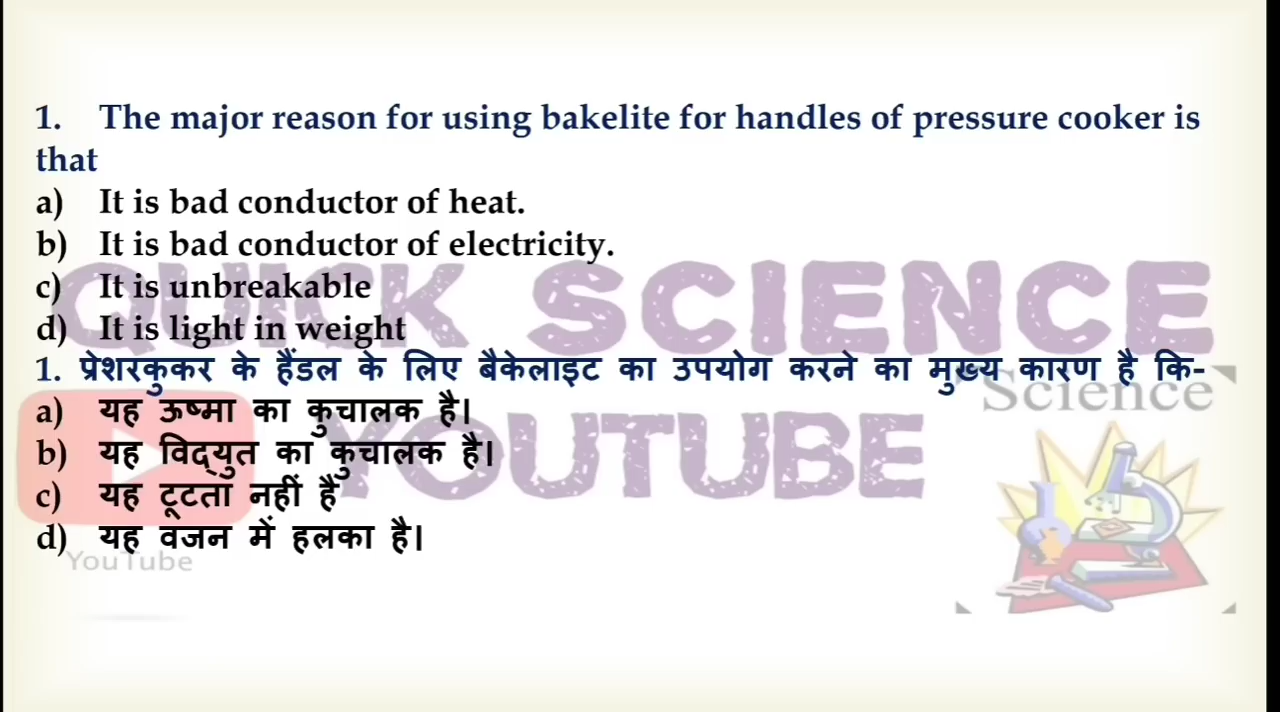 1. The major reason for using bakelite for handles of pressure cooker is
that
a) It is bad conductor of heat.
b) It is bad conductor of electricity.
c) It is unbreakable
d) It is light in weight
1. प्रेशरकुकर के हैंडल के लिए बैकेलाइट का उपयोग करने का मुख्य कारण है कि-
a) यह ऊष्मा का कुचालक है।
b) यह विद्युत का कुचालक है।
c) यह टूटता नहीं हैं
d) यह वजन में हलका है।
QUICK SCIENCE
YOUTUBE
Science
YouTube